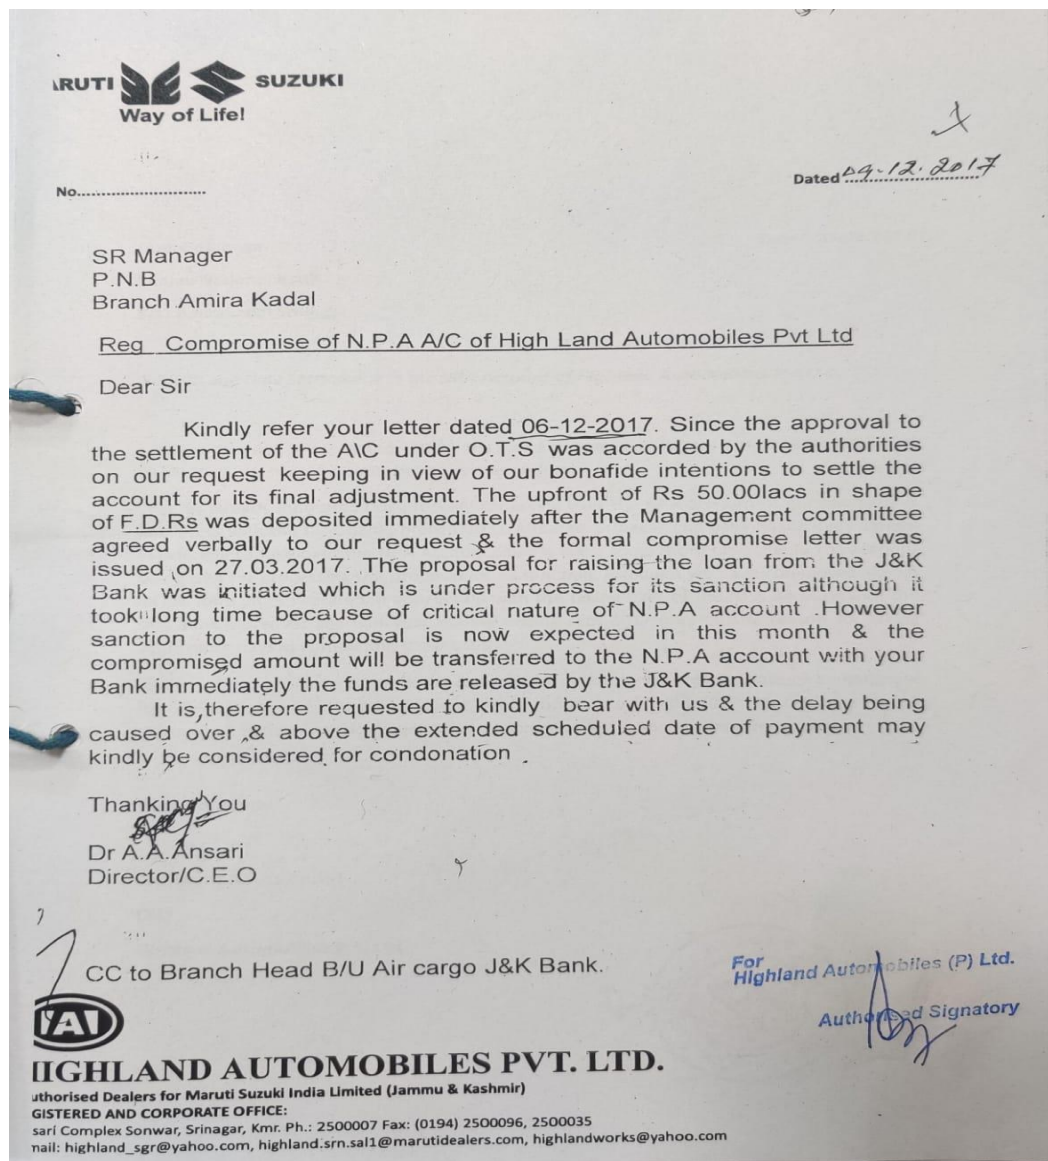 ARUTI SUZUKI
Way of Life!
No..........................
Dated 09-12-2017
SR Manager
P.N.B
Branch Amira Kadal
Reg Compromise of N.P.A A/C of High Land Automobiles Pvt Ltd
Dear Sir
Kindly refer your letter dated 06-12-2017. Since the approval to
the settlement of the A\C under O.T.S was accorded by the authorities
on our request keeping in view of our bonafide intentions to settle the
account for its final adjustment. The upfront of Rs 50.00lacs in shape
of F.D.Rs was deposited immediately after the Management committee
agreed verbally to our request & the formal compromise letter was
issued on 27.03.2017. The proposal for raising the loan from the J&K
Bank was initiated which is under process for its sanction although it
took long time because of critical nature of N.P.A account .However
sanction to the proposal is now expected in this month & the
compromised amount will be transferred to the N.P.A account with your
Bank immediately the funds are released by the J&K Bank.
It is,therefore requested to kindly bear with us & the delay being
caused over & above the extended scheduled date of payment may
kindly be considered for condonation .
Thanking You
Dr A.A.Ansari
Director/C.E.O
CC to Branch Head B/U Air cargo J&K Bank.
For
Highland Automobiles (P) Ltd.
Authorised Signatory
HAI
HIGHLAND AUTOMOBILES PVT. LTD.
uthorised Dealers for Maruti Suzuki India Limited (Jammu & Kashmir)
GISTERED AND CORPORATE OFFICE:
sari Complex Sonwar, Srinagar, Kmr. Ph.: 2500007 Fax: (0194) 2500096, 2500035
mail: highland_sgr@yahoo.com, highland.srn.sal1@marutidealers.com, highlandworks@yahoo.com